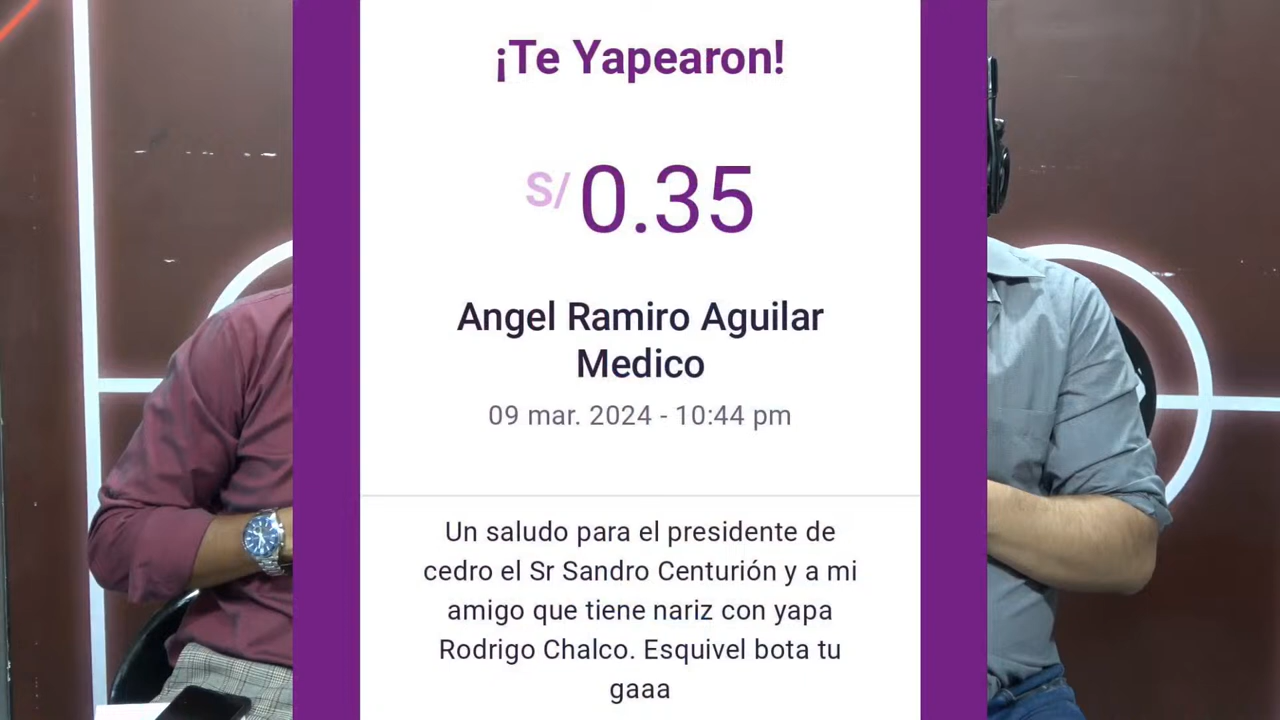 ¡Te Yapearon!
S/ 0.35
Angel Ramiro Aguilar
Medico
09 mar. 2024 - 10:44 pm
Un saludo para el presidente de
cedro el Sr Sandro Centurión y a mi
amigo que tiene nariz con yapa
Rodrigo Chalco. Esquivel bota tu
gaaa